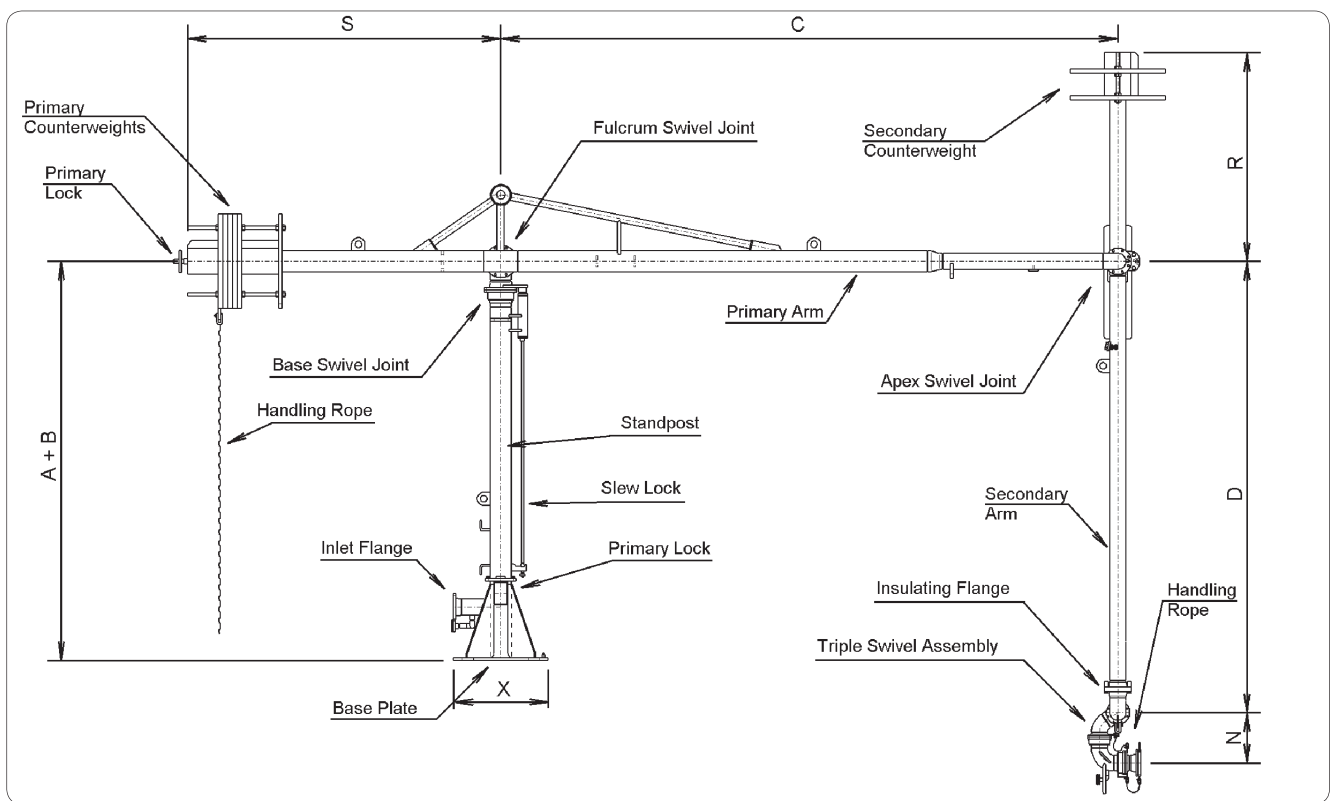 S
C
Primary
Counterweights
Fulcrum Swivel Joint
Secondary
Counterweight
R
Primary
Lock
Primary Arm
Base Swivel Joint
Apex Swivel Joint
Handling Rope
Standpost
A + B
Slew Lock
Secondary
Arm
D
Inlet Flange
Primary Lock
Insulating Flange
Handling
Rope
Triple Swivel Assembly
X
Base Plate
N